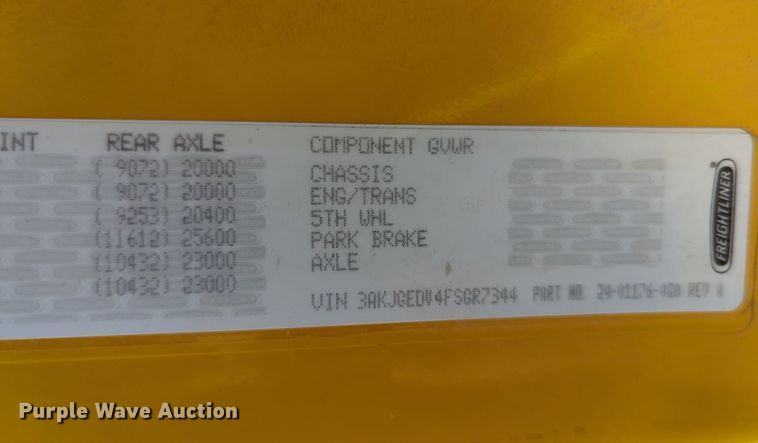 INT REAR AXLE COMPONENT GVWR
( 9072) 20000 CHASSIS
( 9072) 20000 ENG/TRANS
( 9253) 20400 5TH WHL
(11612) 25600 PARK BRAKE
(10432) 23000 AXLE
(10432) 23000
VIN 3AKJGEDV4FSGR7344 PART NO. 24-01176-020 REV
FREIGHTLINER
Purple Wave Auction